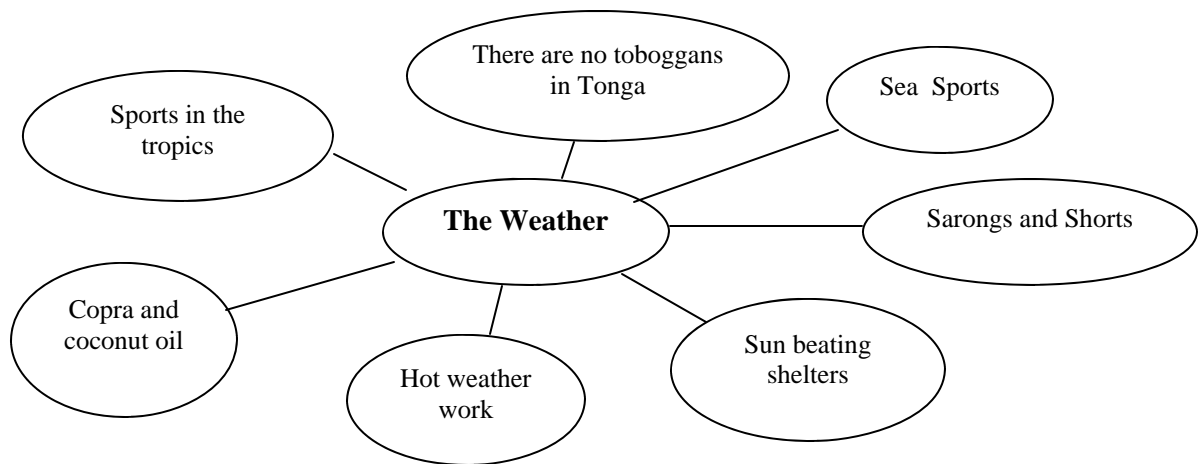 There are no toboggans
in Tonga
Sea  Sports
Sports in the
tropics
The Weather
Sarongs and Shorts
Copra and
coconut oil
Sun beating
shelters
Hot weather
work